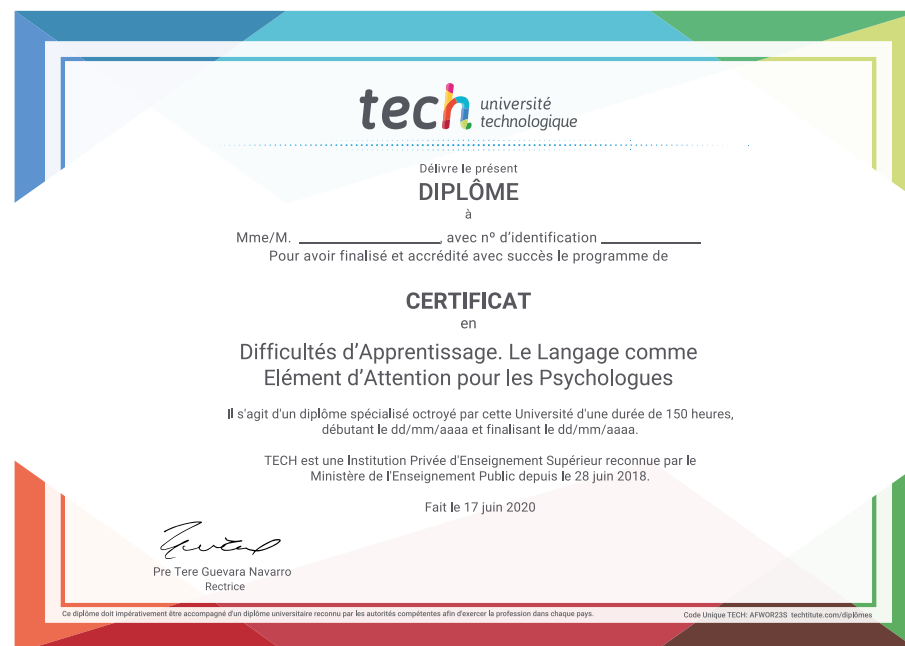 tech université
technologique
Délivre le présent
DIPLÔME
à
Mme/M. ____________________, avec nº d'identification ______________
Pour avoir finalisé et accrédité avec succès le programme de
CERTIFICAT
en
Difficultés d'Apprentissage. Le Langage comme
Elément d'Attention pour les Psychologues
Il s'agit d'un diplôme spécialisé octroyé par cette Université d'une durée de 150 heures,
débutant le dd/mm/aaaa et finalisant le dd/mm/aaaa.
TECH est une Institution Privée d'Enseignement Supérieur reconnue par le
Ministère de l'Enseignement Public depuis le 28 juin 2018.
Fait le 17 juin 2020
Pre Tere Guevara Navarro
Rectrice
Ce diplôme doit impérativement être accompagné d'un diplôme universitaire reconnu par les autorités compétentes afin d'exercer la profession dans chaque pays.
Code Unique TECH: AFWOR23S techtitute.com/diplômes